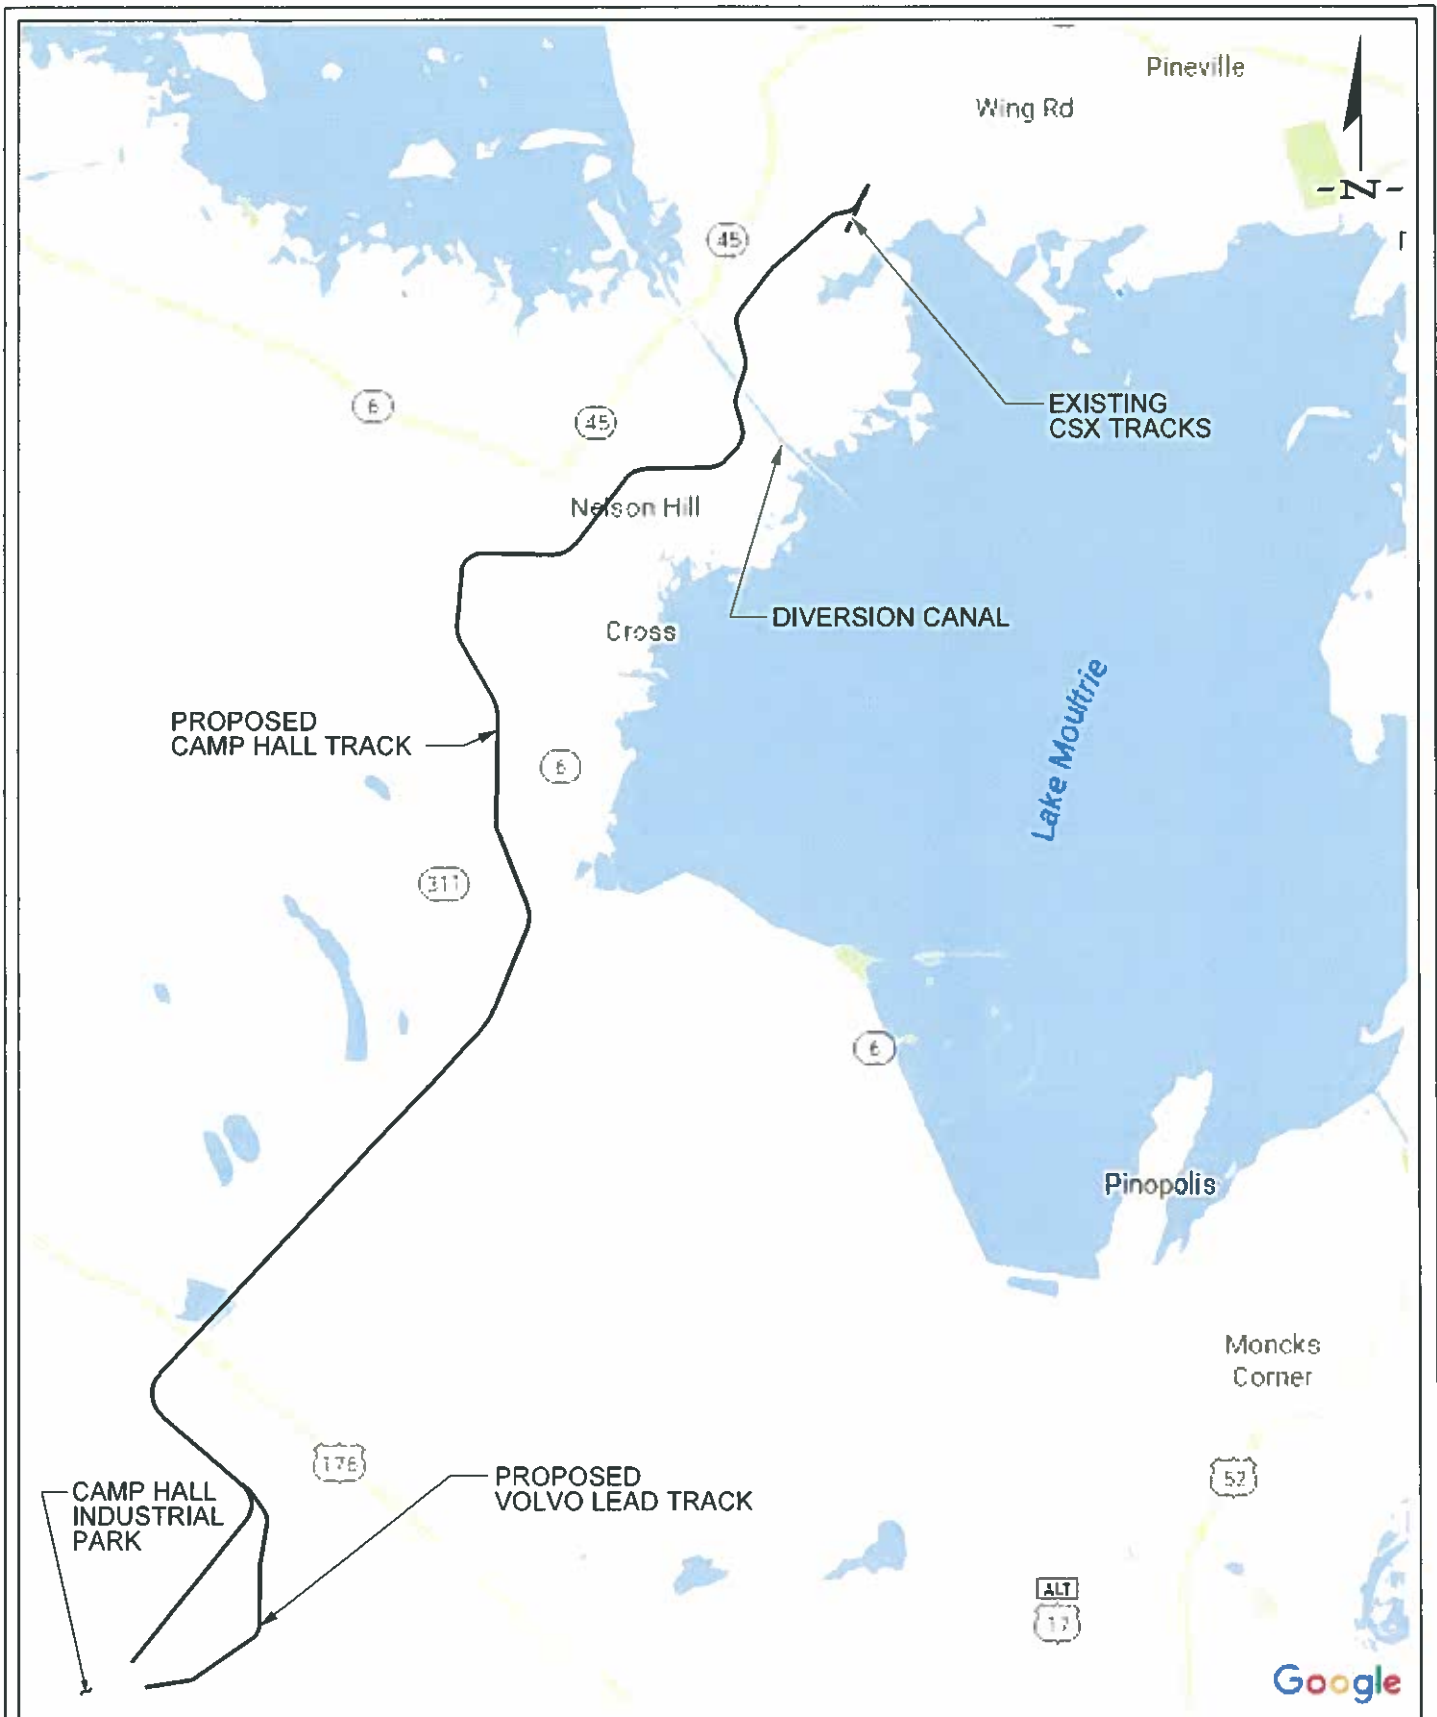 Pineville
Wing Rd
-N-
45
EXISTING
CSX TRACKS
6
45
Nelson Hill
DIVERSION CANAL
Cross
Lake Moultrie
PROPOSED
CAMP HALL TRACK
6
311
6
Pinopolis
Moncks
Corner
176
52
PROPOSED
VOLVO LEAD TRACK
CAMP HALL
INDUSTRIAL
PARK
ALT
17
Google